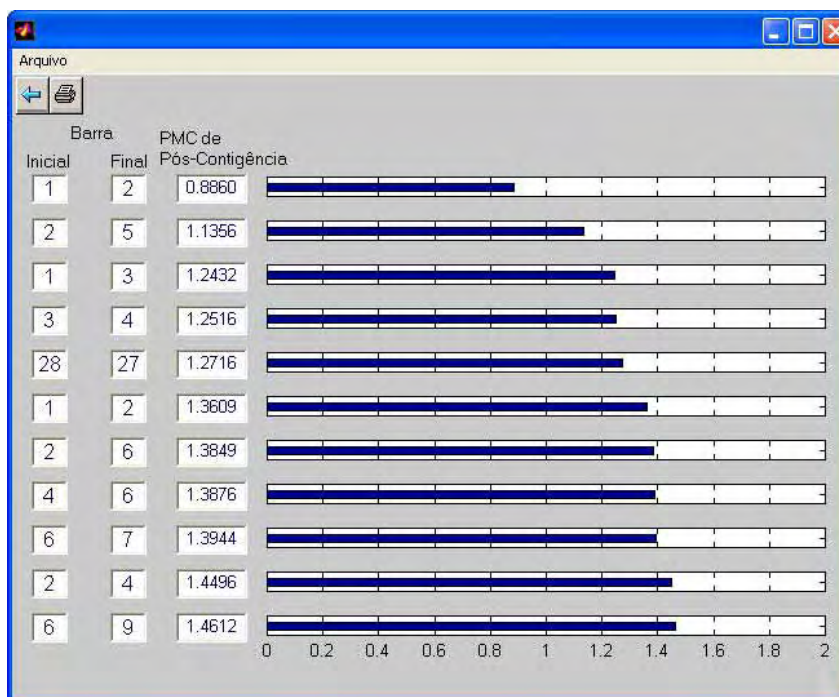 Arquivo
Barra
PMC de
Inicial Final Pós-Contigência
1 2 0.8860
2 5 1.1356
1 3 1.2432
3 4 1.2516
28 27 1.2716
1 2 1.3609
2 6 1.3849
4 6 1.3876
6 7 1.3944
2 4 1.4496
6 9 1.4612
0 0.2 0.4 0.6 0.8 1 1.2 1.4 1.6 1.8 2